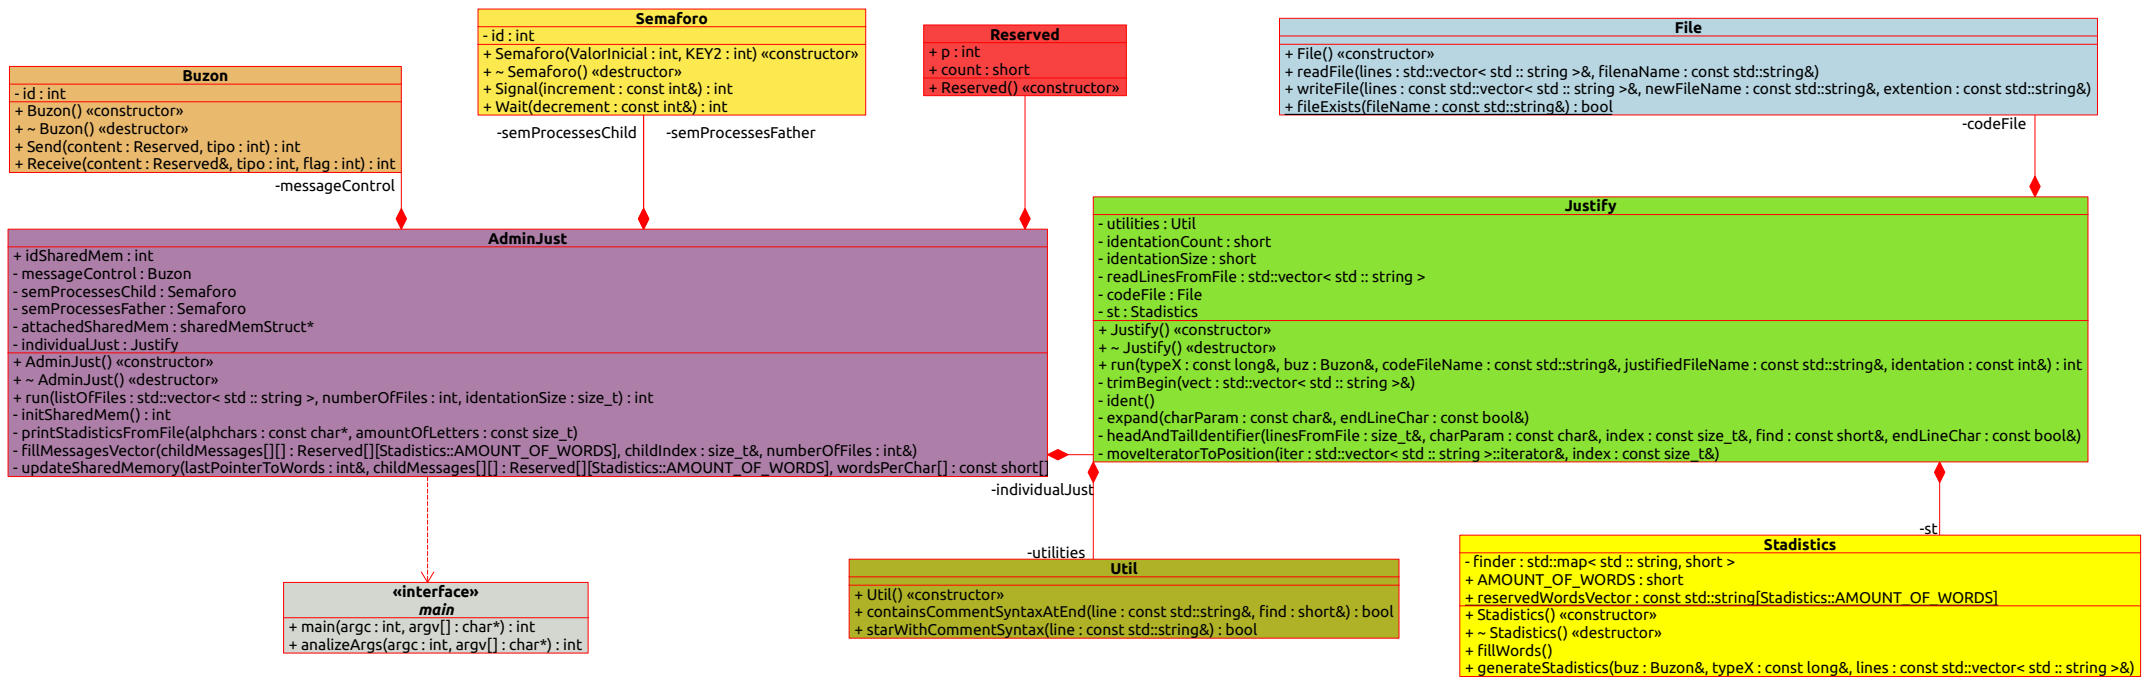 Buzon
- id : int
+ Buzon() «constructor»
+ ~ Buzon() «destructor»
+ Send(content : Reserved, tipo : int) : int
+ Receive(content : Reserved&, tipo : int, flag : int) : int
-messageControl
Semaforo
- id : int
+ Semaforo(ValorInicial : int, KEY2 : int) «constructor»
+ ~ Semaforo() «destructor»
+ Signal(increment : const int&) : int
+ Wait(decrement : const int&) : int
-semProcessesChild
-semProcessesFather
Reserved
+ p : int
+ count : short
+ Reserved() «constructor»
File
+ File() «constructor»
+ readFile(lines : std::vector< std :: string >&, filenaName : const std::string&)
+ writeFile(lines : const std::vector< std :: string >&, newFileName : const std::string&, extention : const std::string&)
+ fileExists(fileName : const std::string&) : bool
-codeFile
AdminJust
+ idSharedMem : int
- messageControl : Buzon
- semProcessesChild : Semaforo
- semProcessesFather : Semaforo
- attachedSharedMem : sharedMemStruct*
- individualJust : Justify
+ AdminJust() «constructor»
+ ~ AdminJust() «destructor»
+ run(listOfFiles : std::vector< std :: string >, numberOfFiles : int, identationSize : size_t) : int
- initSharedMem() : int
- printStadisticsFromFile(alphchars : const char*, amountOfLetters : const size_t)
- fillMessagesVector(childMessages[][] : Reserved[][Stadistics::AMOUNT_OF_WORDS], childIndex : size_t&, numberOfFiles : int&)
- updateSharedMemory(lastPointerToWords : int&, childMessages[][] : Reserved[][Stadistics::AMOUNT_OF_WORDS], wordsPerChar[] : const short[]
Justify
- utilities : Util
- identationCount : short
- identationSize : short
- readLinesFromFile : std::vector< std :: string >
- codeFile : File
- st : Stadistics
+ Justify() «constructor»
+ ~ Justify() «destructor»
+ run(typeX : const long&, buz : Buzon&, codeFileName : const std::string&, justifiedFileName : const std::string&, identation : const int&) : int
- trimBegin(vect : std::vector< std :: string >&)
- ident()
- expand(charParam : const char&, endLineChar : const bool&)
- headAndTailIdentifier(linesFromFile : size_t&, charParam : const char&, index : const size_t&, find : const short&, endLineChar : const bool&)
- moveIteratorToPosition(iter : std::vector< std :: string >::iterator&, index : const size_t&)
-individualJust
-utilities
-st
«interface»
main
+ main(argc : int, argv[] : char*) : int
+ analizeArgs(argc : int, argv[] : char*) : int
Util
+ Util() «constructor»
+ containsCommentSyntaxAtEnd(line : const std::string&, find : short&) : bool
+ starWithCommentSyntax(line : const std::string&) : bool
Stadistics
- finder : std::map< std :: string, short >
+ AMOUNT_OF_WORDS : short
+ reservedWordsVector : const std::string[Stadistics::AMOUNT_OF_WORDS]
+ Stadistics() «constructor»
+ ~ Stadistics() «destructor»
+ fillWords()
+ generateStadistics(buz : Buzon&, typeX : const long&, lines : const std::vector< std :: string >&)